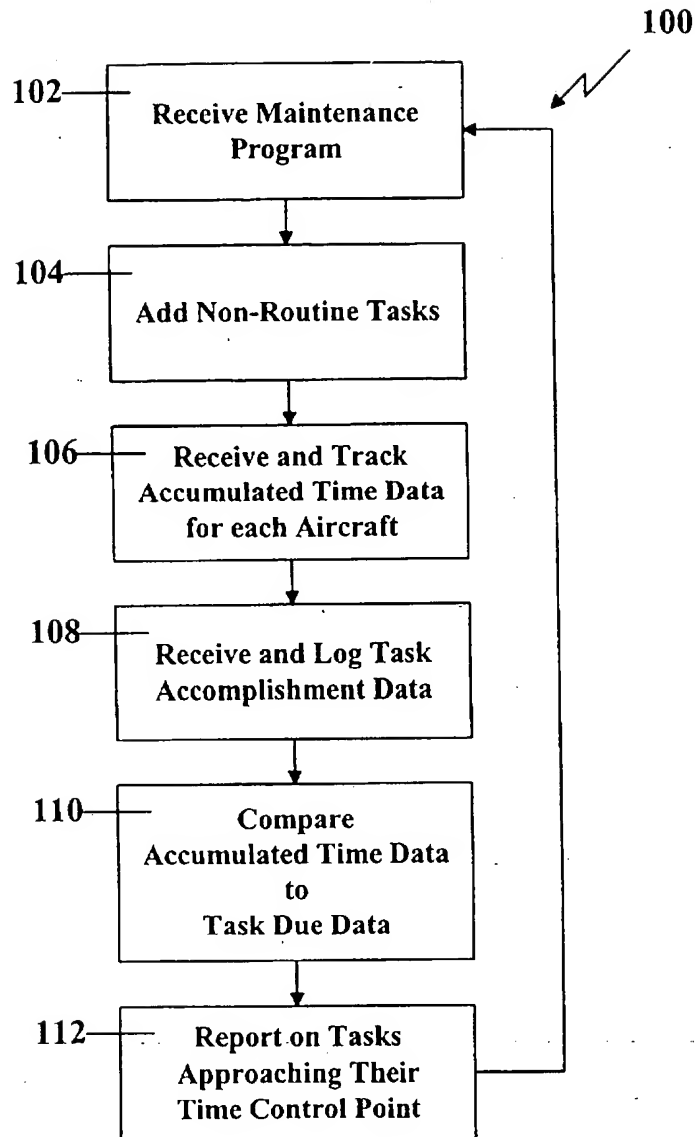 100
102
Receive Maintenance
Program
104
Add Non-Routine Tasks
106
Receive and Track
Accumulated Time Data
for each Aircraft
108
Receive and Log Task
Accomplishment Data
110
Compare
Accumulated Time Data
to
Task Due Data
112
Report on Tasks
Approaching Their
Time Control Point